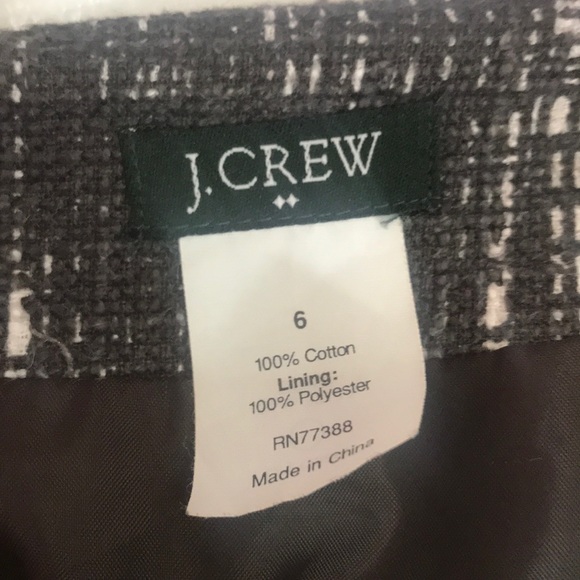 J.CREW
6
100% Cotton
Lining:
100% Polyester
RN77388
Made in China